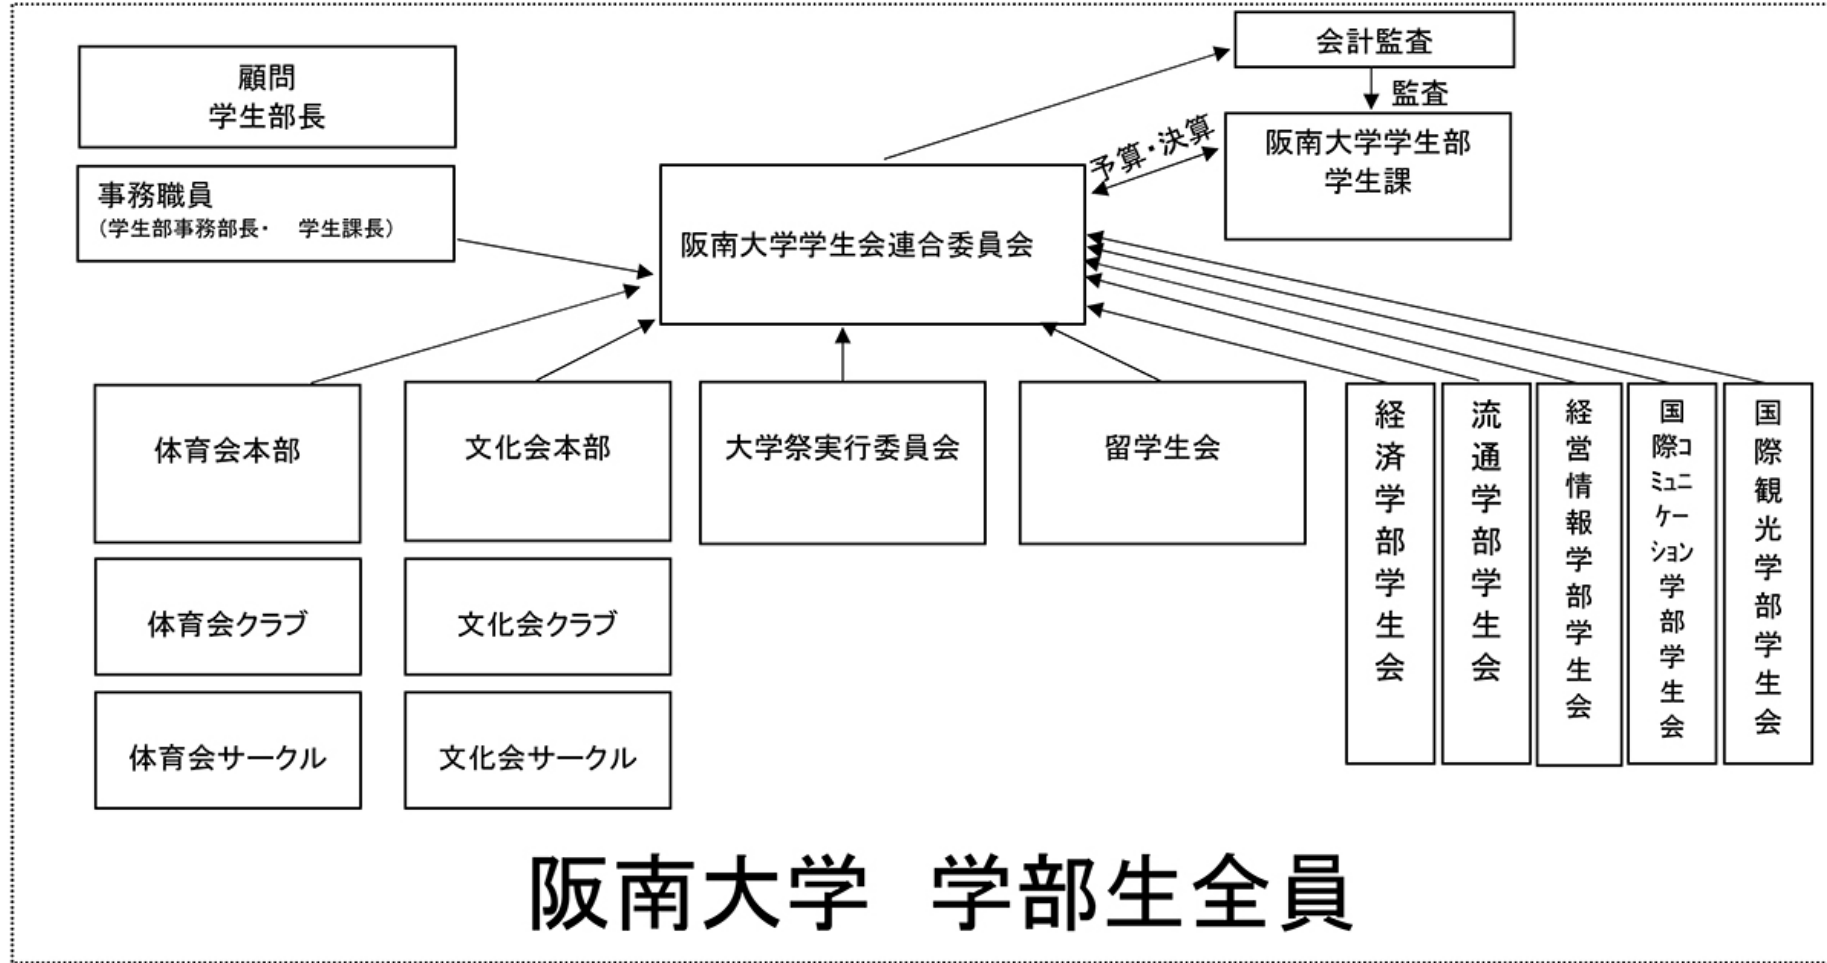 会計監査
監査
顧問
学生部長
予算・決算
阪南大学学生部
学生課
事務職員
（学生部事務部長・　学生課長）
阪南大学学生会連合委員会
体育会本部
文化会本部
大学祭実行委員会
留学生会
経済学部学生会
流通学部学生会
経営情報学部学生会
国際ｺﾐｭﾆｹｰｼｮﾝ学部学生会
国際観光学部学生会
体育会クラブ
文化会クラブ
体育会サークル
文化会サークル
阪南大学　学部生全員